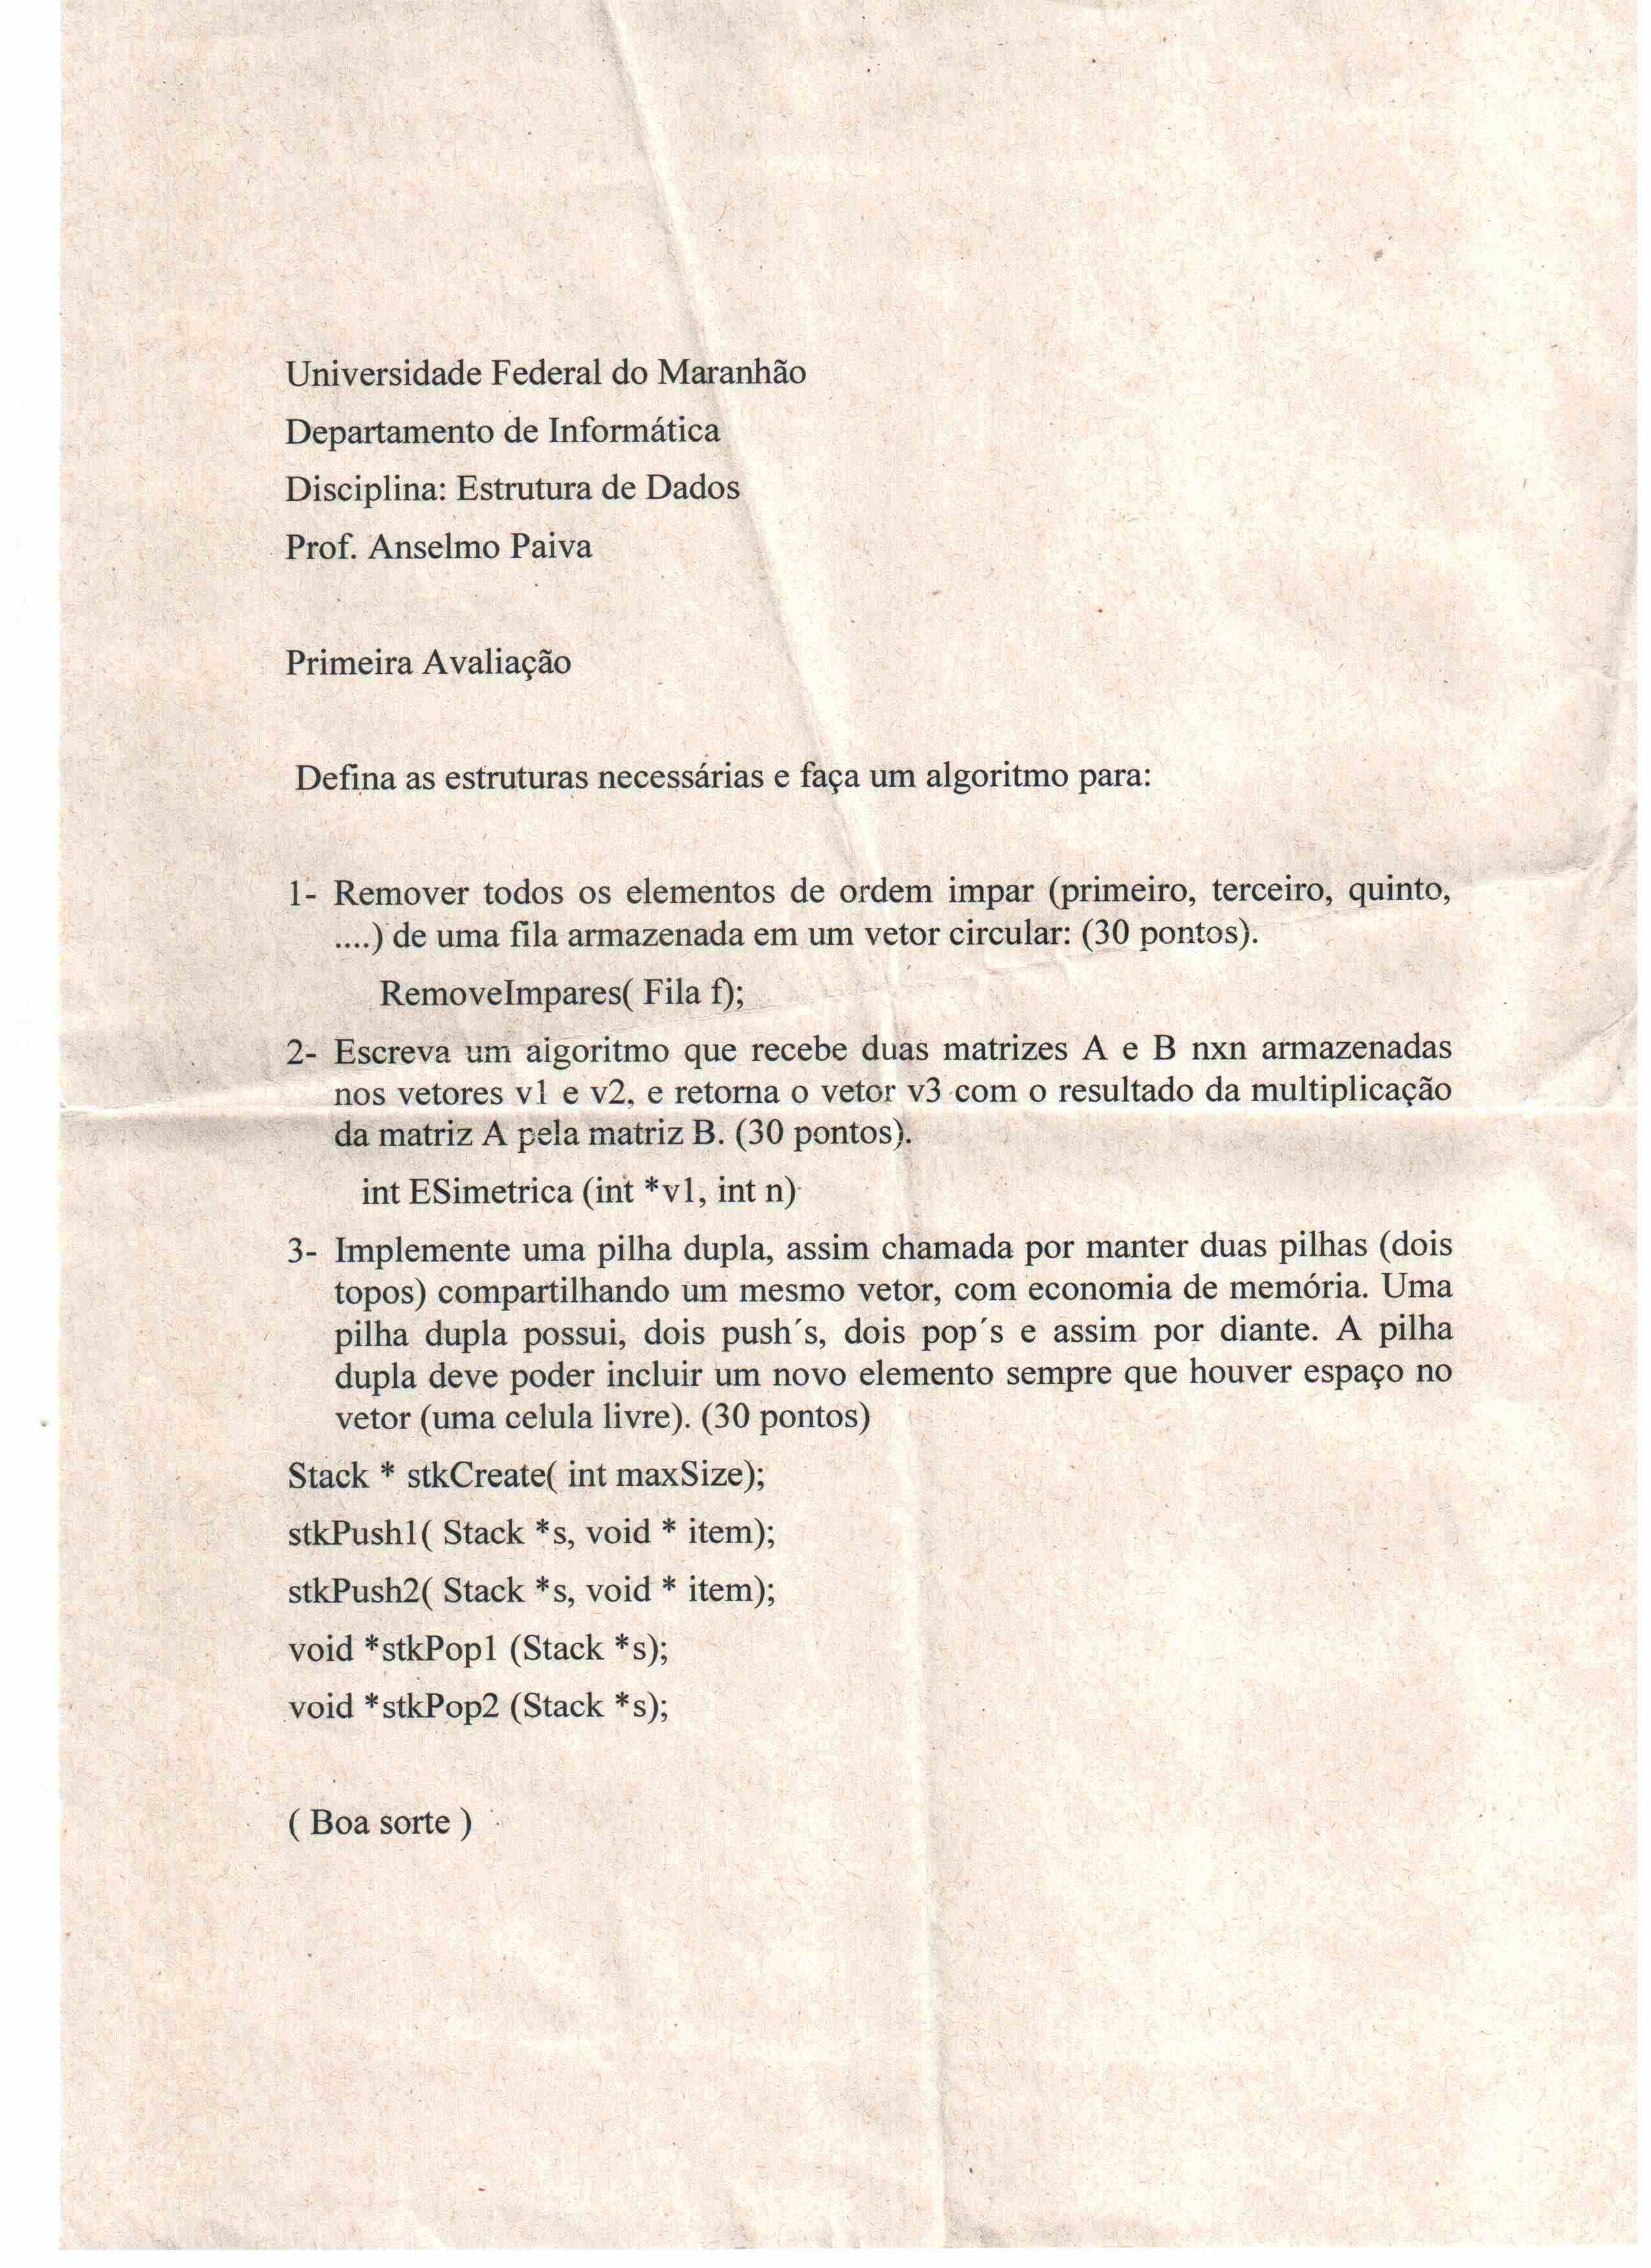 Universidade Federal do Maranhão
Departamento de Informática
Disciplina: Estrutura de Dados
Prof. Anselmo Paiva
Primeira Avaliação
Defina as estruturas necessárias e faça um algoritmo para:
1- Remover todos os elementos de ordem impar (primeiro, terceiro, quinto,
....) de uma fila armazenada em um vetor circular: (30 pontos).
RemoveImpares( Fila f);
2- Escreva um algoritmo que recebe duas matrizes A e B nxn armazenadas
nos vetores v1 e v2, e retorna o vetor v3 com o resultado da multiplicação
da matriz A pela matriz B. (30 pontos).
int ESimetrica (int *v1, int n)
3- Implemente uma pilha dupla, assim chamada por manter duas pilhas (dois
topos) compartilhando um mesmo vetor, com economia de memória. Uma
pilha dupla possui, dois push´s, dois pop´s e assim por diante. A pilha
dupla deve poder incluir um novo elemento sempre que houver espaço no
vetor (uma celula livre). (30 pontos)
Stack * stkCreate( int maxSize);
stkPush1( Stack *s, void * item);
stkPush2( Stack *s, void * item);
void *stkPop1 (Stack *s);
void *stkPop2 (Stack *s);
( Boa sorte )